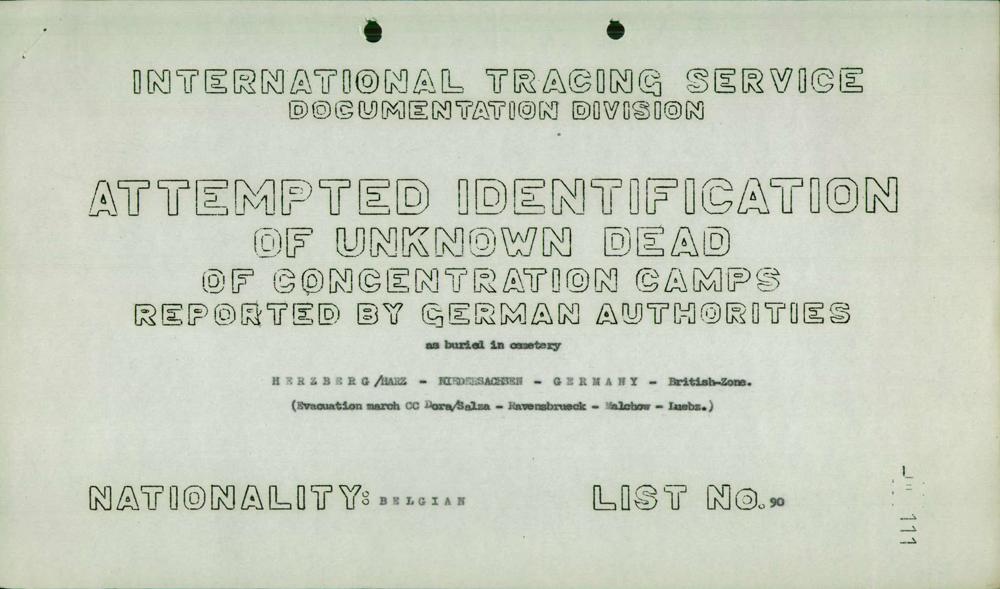 INTERNATIONAL TRACING SERVICE
DOCUMENTATION DIVISION
ATTEMPTED IDENTIFICATION
OF UNKNOWN DEAD
OF CONCENTRATION CAMPS
REPORTED BY GERMAN AUTHORITIES
as buried in cemetery
HERZBERG/HARZ - NIEDERSACHSEN - GERMANY - British-Zone.
(Evacuation march CC Dora/Salza - Ravensbrueck - Malchow - Luebz.)
NATIONALITY: BELGIAN LIST No. 90
111